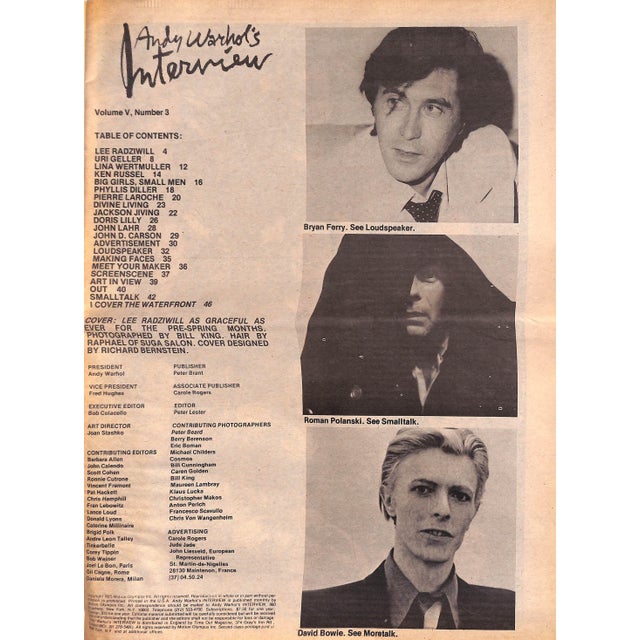 Andy Warhol's
Interview
Volume V, Number 3
TABLE OF CONTENTS:
LEE RADZIWILL 4
URI GELLER 8
LINA WERTMULLER 12
KEN RUSSEL 14
BIG GIRLS, SMALL MEN 16
PHYLLIS DILLER 18
PIERRE LAROCHE 20
DIVINE LIVING 23
JACKSON JIVING 22
DORIS LILLY 26
JOHN LAHR 28
JOHN D. CARSON 29
ADVERTISEMENT 30
LOUDSPEAKER 32
MAKING FACES 35
MEET YOUR MAKER 36
SCREENSCENE 37
ART IN VIEW 39
OUT 40
SMALLTALK 42
I COVER THE WATERFRONT 46
COVER: LEE RADZIWILL AS GRACEFUL AS
EVER FOR THE PRE-SPRING MONTHS.
PHOTOGRAPHED BY BILL KING. HAIR BY
RAPHAEL OF SUGA SALON. COVER DESIGNED
BY RICHARD BERNSTEIN.
PRESIDENT
Andy Warhol
VICE PRESIDENT
Fred Hughes
EXECUTIVE EDITOR
Bob Colacello
ART DIRECTOR
Joan Stashko
CONTRIBUTING EDITORS
Barbara Allen
John Calendo
Scott Cohen
Ronnie Cutrone
Vincent Fremont
Pat Hackett
Chris Hemphill
Fran Lebowitz
Lance Loud
Donald Lyons
Caterine Millinaire
Brigid Polk
Andre Leon Talley
Tinkerbelle
Corey Tippin
Bob Weiner
Joel Le Bon, Paris
Gil Cagne, Rome
Daniela Morera, Milan
PUBLISHER
Peter Brant
ASSOCIATE PUBLISHER
Carole Rogers
EDITOR
Peter Lester
CONTRIBUTING PHOTOGRAPHERS
Peter Beard
Berry Berenson
Eric Boman
Michael Childers
Cosmos
Bill Cunningham
Caren Golden
Bill King
Maureen Lambray
Klaus Lucka
Christopher Makos
Anton Perich
Francesco Scavullo
Chris Von Wangenheim
ADVERTISING
Carole Rogers
Jude Jade
John Liesveld, European
Representative
St. Martin-de-Nigelles
28130 Maintenon, France
(37) 64.50.24
Bryan Ferry. See Loudspeaker.
Roman Polanski. See Smalltalk.
David Bowie. See Moretalk.